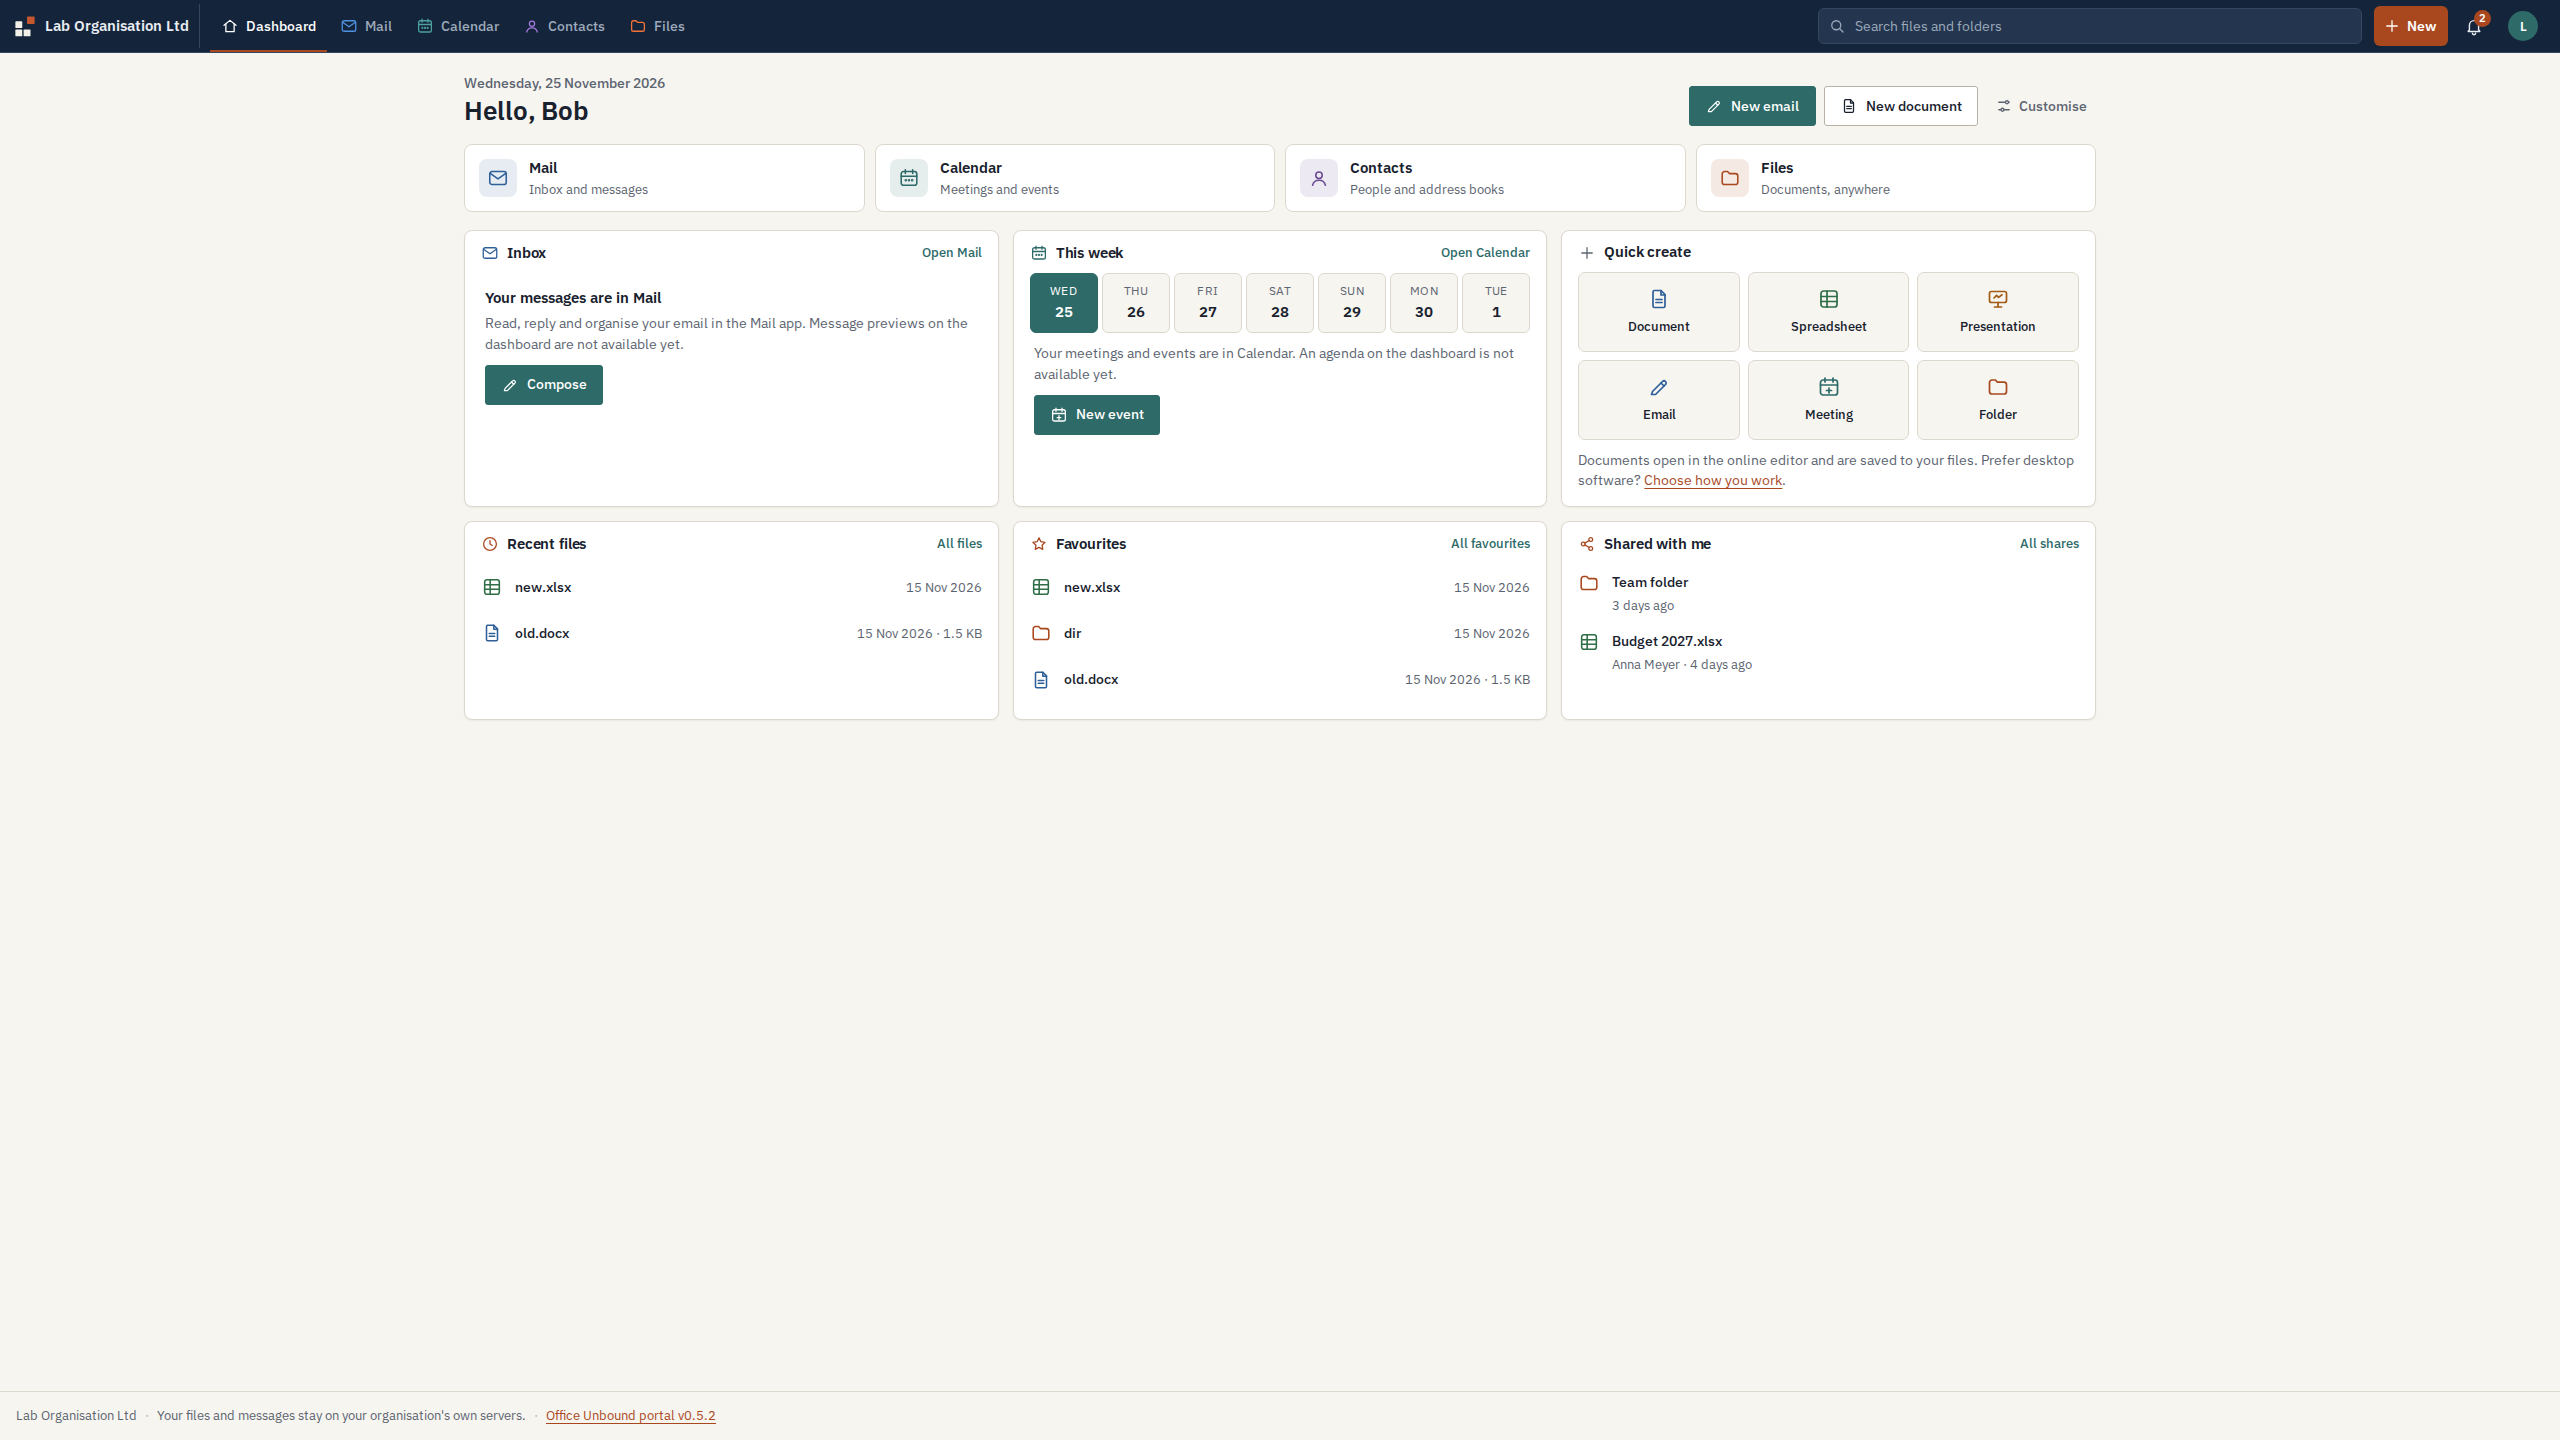 Lab Organisation Ltd
Dashboard
Mail
Calendar
Contacts
Files
Search files and folders
New
2
L
Wednesday, 25 November 2026
Hello, Bob
New email
New document
Customise
Mail
Inbox and messages
Calendar
Meetings and events
Contacts
People and address books
Files
Documents, anywhere
Inbox
Open Mail
Your messages are in Mail
Read, reply and organise your email in the Mail app. Message previews on the
dashboard are not available yet.
Compose
This week
Open Calendar
WED
25
THU
26
FRI
27
SAT
28
SUN
29
MON
30
TUE
1
Your meetings and events are in Calendar. An agenda on the dashboard is not
available yet.
New event
Quick create
Document
Spreadsheet
Presentation
Email
Meeting
Folder
Documents open in the online editor and are saved to your files. Prefer desktop
software? Choose how you work.
Recent files
All files
new.xlsx
15 Nov 2026
old.docx
15 Nov 2026 · 1.5 KB
Favourites
All favourites
new.xlsx
15 Nov 2026
dir
15 Nov 2026
old.docx
15 Nov 2026 · 1.5 KB
Shared with me
All shares
Team folder
3 days ago
Budget 2027.xlsx
Anna Meyer · 4 days ago
Lab Organisation Ltd · Your files and messages stay on your organisation's own servers. · Office Unbound portal v0.5.2